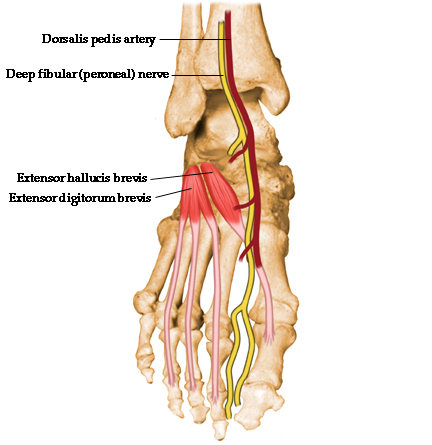 Dorsalis pedis artery
Deep fibular (peroneal) nerve
Extensor hallucis brevis
Extensor digitorum brevis